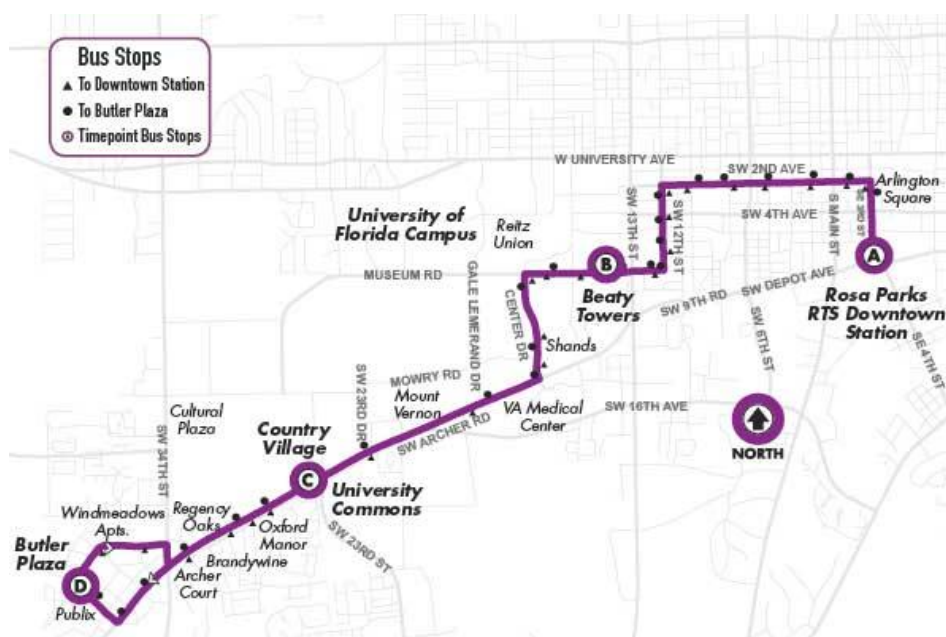 Bus Stops
To Downtown Station
To Butler Plaza
Timepoint Bus Stops
W UNIVERSITY AVE
SW 2ND AVE
Arlington
Square
SW 13TH ST
SW 12TH ST
SW 4TH AVE
S MAIN ST
SE 3RD ST
University of
Florida Campus
Reitz
Union
A
B
MUSEUM RD
GALE LEMERAND DR
CENTER DR
Beaty
Towers
SW 9TH RD
SW DEPOT AVE
Rosa Parks
RTS Downtown
Station
SW 6TH ST
SE 4TH ST
Shands
MOWRY RD
Mount
Vernon
SW 23RD DR
SW ARCHER RD
VA Medical
Center
SW 16TH AVE
NORTH
Cultural
Plaza
SW 34TH ST
Country
Village
C
University
Commons
Windmeadows
Apts.
Regency
Oaks
Oxford
Manor
SW 23RD ST
Butler
Plaza
D
Brandywine
Archer
Court
Publix